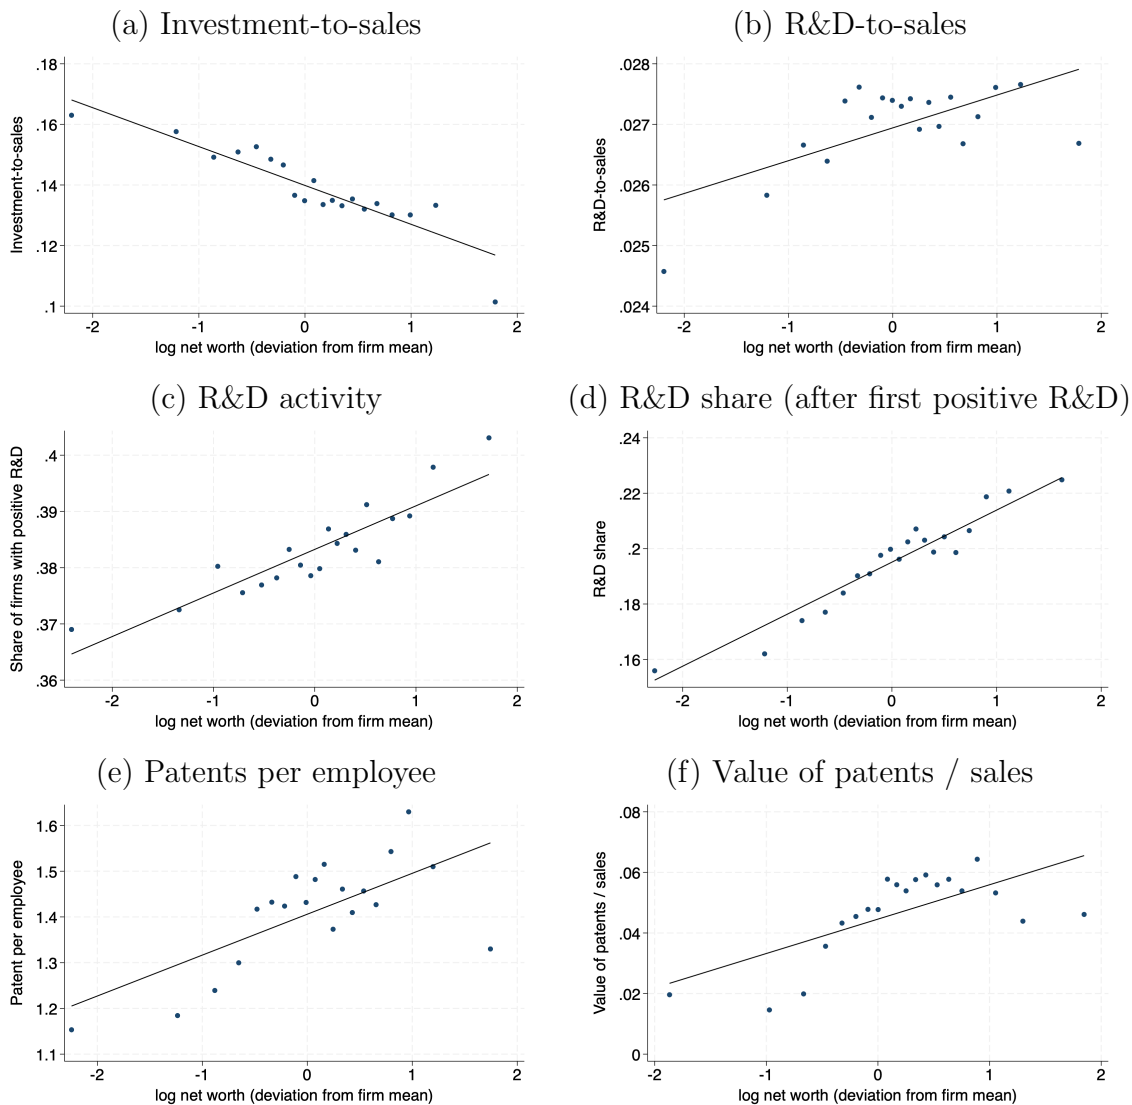 (a) Investment-to-sales
Investment-to-sales
.18
.16
.14
.12
.1
-2 -1 0 1 2
log net worth (deviation from firm mean)
(b) R&D-to-sales
R&D-to-sales
.028
.027
.026
.025
.024
-2 -1 0 1 2
log net worth (deviation from firm mean)
(c) R&D activity
Share of firms with positive R&D
.4
.39
.38
.37
.36
-2 -1 0 1 2
log net worth (deviation from firm mean)
(d) R&D share (after first positive R&D)
R&D share
.24
.22
.2
.18
.16
-2 -1 0 1 2
log net worth (deviation from firm mean)
(e) Patents per employee
Patent per employee
1.6
1.5
1.4
1.3
1.2
1.1
-2 -1 0 1 2
log net worth (deviation from firm mean)
(f) Value of patents / sales
Value of patents / sales
.08
.06
.04
.02
0
-2 -1 0 1 2
log net worth (deviation from firm mean)